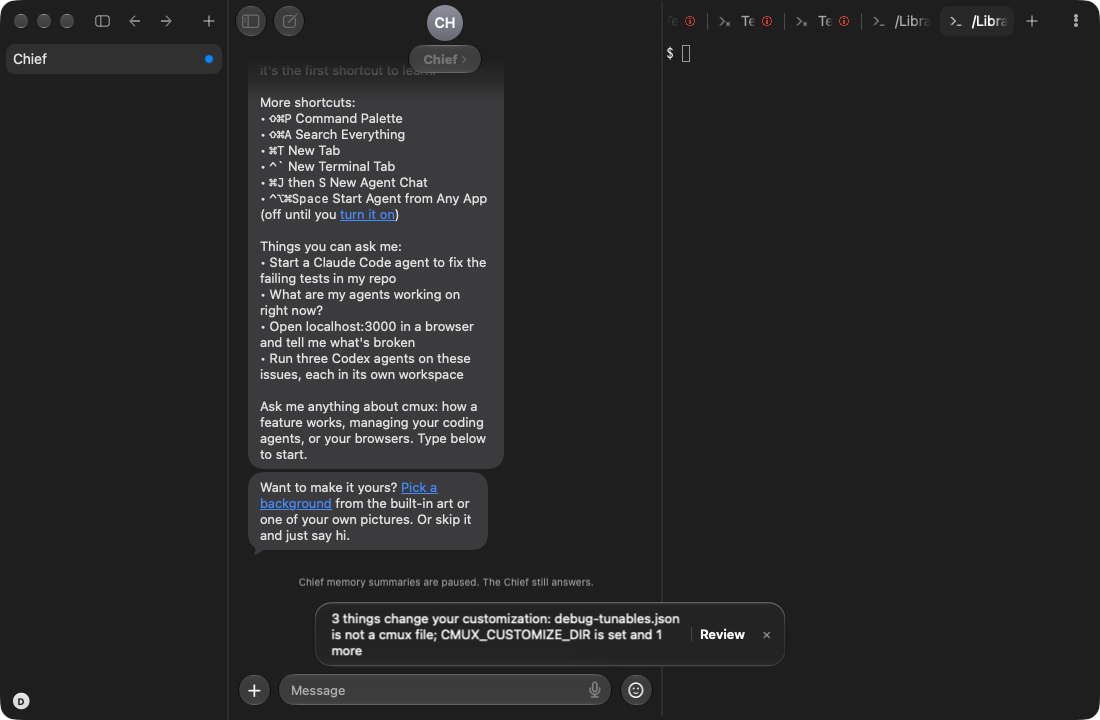 Chief
CH
Chief ›
it's the first shortcut to learn.
More shortcuts:
• ⇧⌘P Command Palette
• ⇧⌘A Search Everything
• ⌘T New Tab
• ^` New Terminal Tab
• ⌘J then S New Agent Chat
• ^⌥⌘Space Start Agent from Any App
(off until you turn it on)
Things you can ask me:
• Start a Claude Code agent to fix the
failing tests in my repo
• What are my agents working on
right now?
• Open localhost:3000 in a browser
and tell me what's broken
• Run three Codex agents on these
issues, each in its own workspace
Ask me anything about cmux: how a
feature works, managing your coding
agents, or your browsers. Type below
to start.
Want to make it yours? Pick a
background from the built-in art or
one of your own pictures. Or skip it
and just say hi.
Chief memory summaries are paused. The Chief still answers.
3 things change your customization: debug-tunables.json
is not a cmux file; CMUX_CUSTOMIZE_DIR is set and 1
more
Review
Message
D
Te
Te
Te
/Libra
/Libra
$